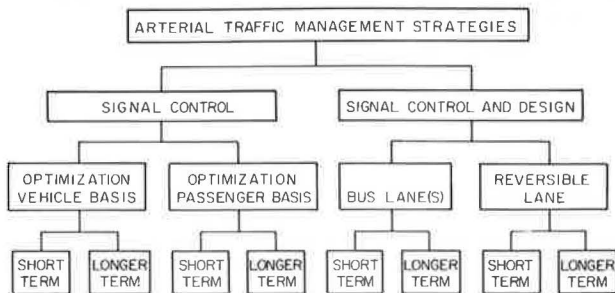 ARTERIAL TRAFFIC MANAGEMENT STRATEGIES
SIGNAL CONTROL
SIGNAL CONTROL AND DESIGN
OPTIMIZATION
VEHICLE BASIS
OPTIMIZATION
PASSENGER BASIS
BUS LANE(S)
REVERSIBLE
LANE
SHORT
TERM
LONGER
TERM
SHORT
TERM
LONGER
TERM
SHORT
TERM
LONGER
TERM
SHORT
TERM
LONGER
TERM